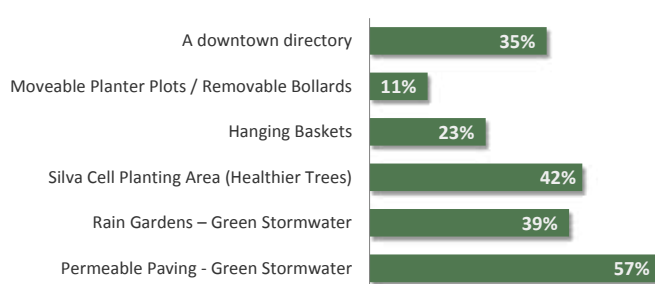 A downtown directory 35%
Moveable Planter Plots / Removable Bollards 11%
Hanging Baskets 23%
Silva Cell Planting Area (Healthier Trees) 42%
Rain Gardens – Green Stormwater 39%
Permeable Paving - Green Stormwater 57%